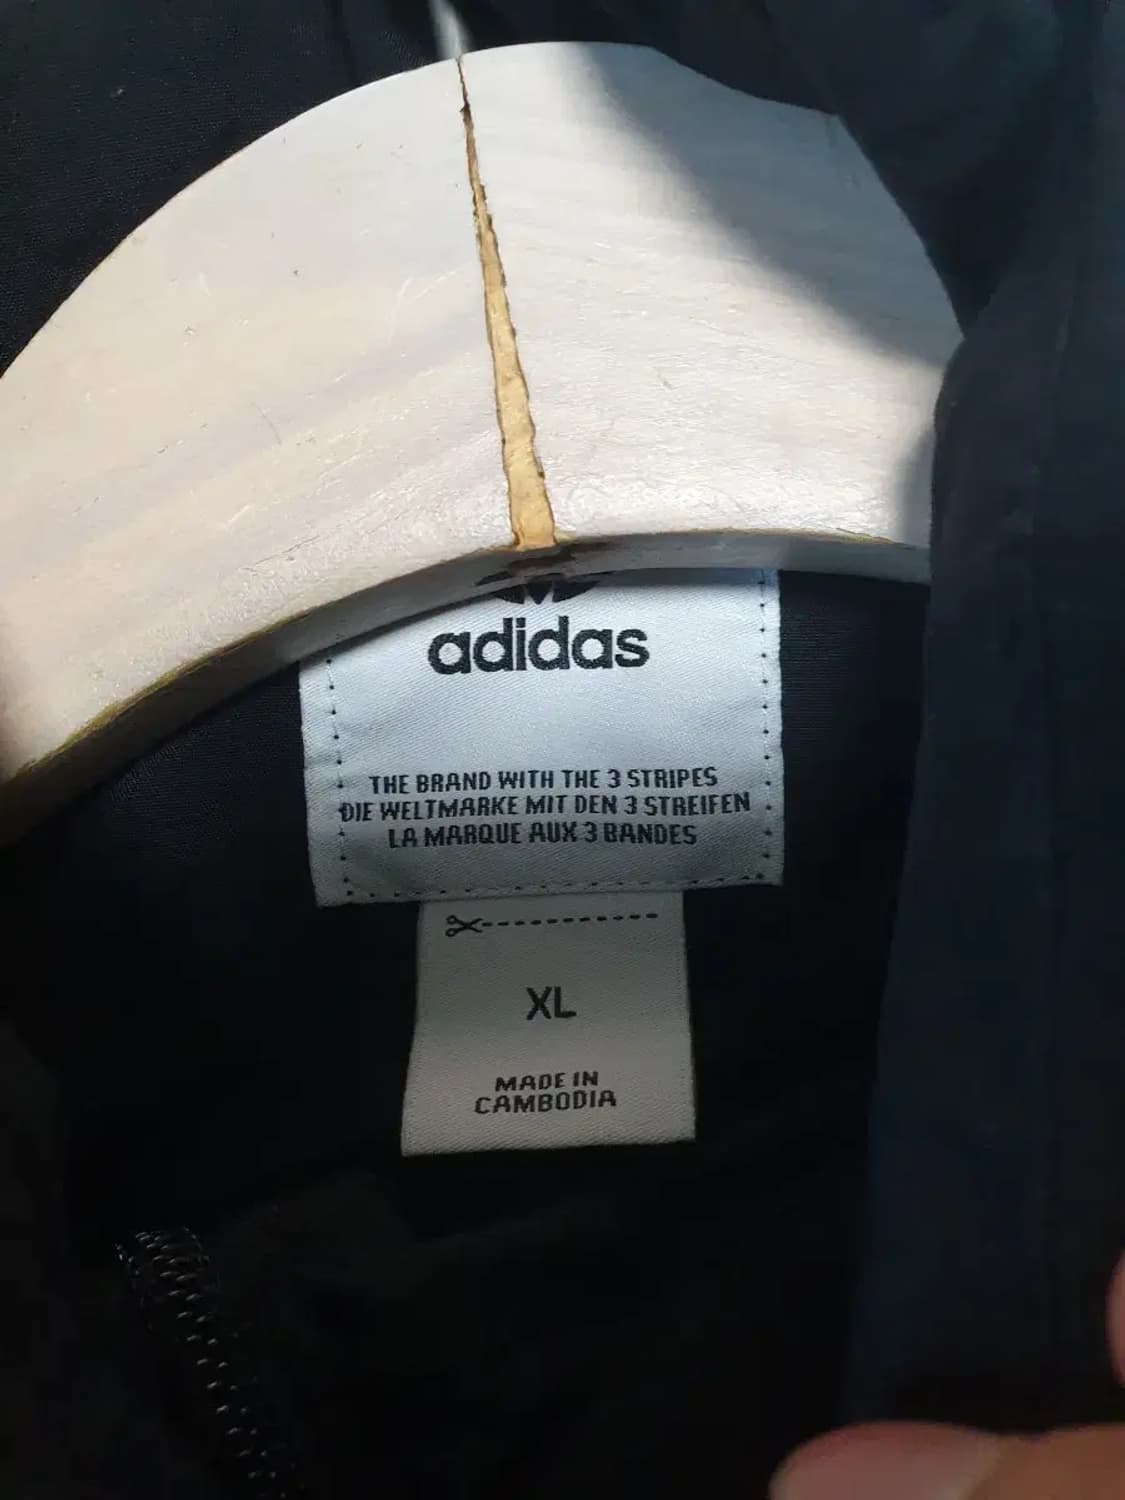 adidas
THE BRAND WITH THE 3 STRIPES
DIE WELTMARKE MIT DEN 3 STREIFEN
LA MARQUE AUX 3 BANDES
XL
MADE IN
CAMBODIA